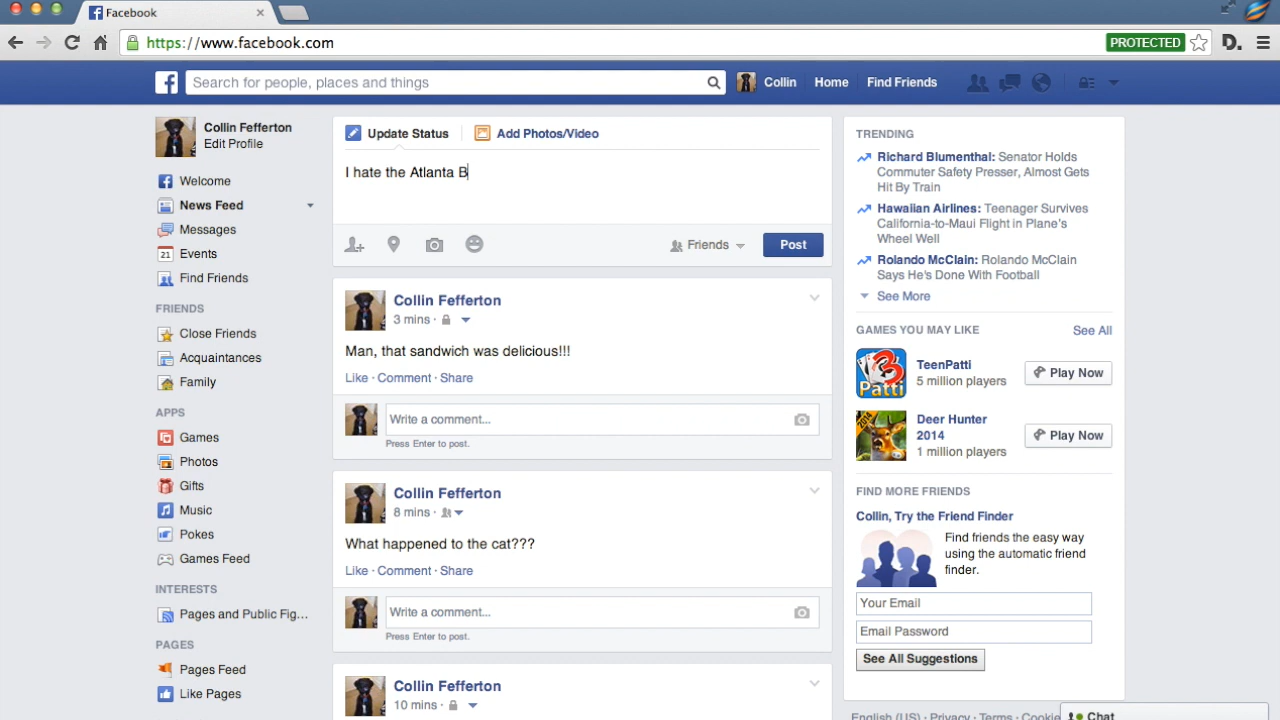 Facebook
https://www.facebook.com
PROTECTED
D.
Search for people, places and things
Collin
Home
Find Friends
Collin Fefferton
Edit Profile
Welcome
News Feed
Messages
21
Events
Find Friends
FRIENDS
Close Friends
Acquaintances
Family
APPS
Games
Photos
Gifts
Music
Pokes
Games Feed
INTERESTS
Pages and Public Fig...
PAGES
Pages Feed
Like Pages
Update Status
Add Photos/Video
I hate the Atlanta B
Friends
Post
Collin Fefferton
3 mins ·
Man, that sandwich was delicious!!!
Like · Comment · Share
Write a comment...
Press Enter to post.
Collin Fefferton
8 mins ·
What happened to the cat???
Like · Comment · Share
Write a comment...
Press Enter to post.
Collin Fefferton
10 mins ·
TRENDING
Richard Blumenthal: Senator Holds
Commuter Safety Presser, Almost Gets
Hit By Train
Hawaiian Airlines: Teenager Survives
California-to-Maui Flight in Plane's
Wheel Well
Rolando McClain: Rolando McClain
Says He's Done With Football
See More
GAMES YOU MAY LIKE
See All
3
Patti
TeenPatti
5 million players
Play Now
2014
Deer Hunter
2014
1 million players
Play Now
FIND MORE FRIENDS
Collin, Try the Friend Finder
Find friends the easy way
using the automatic friend
finder.
Your Email
Email Password
See All Suggestions
English (US) · Privacy · Terms · Cookie
Chat